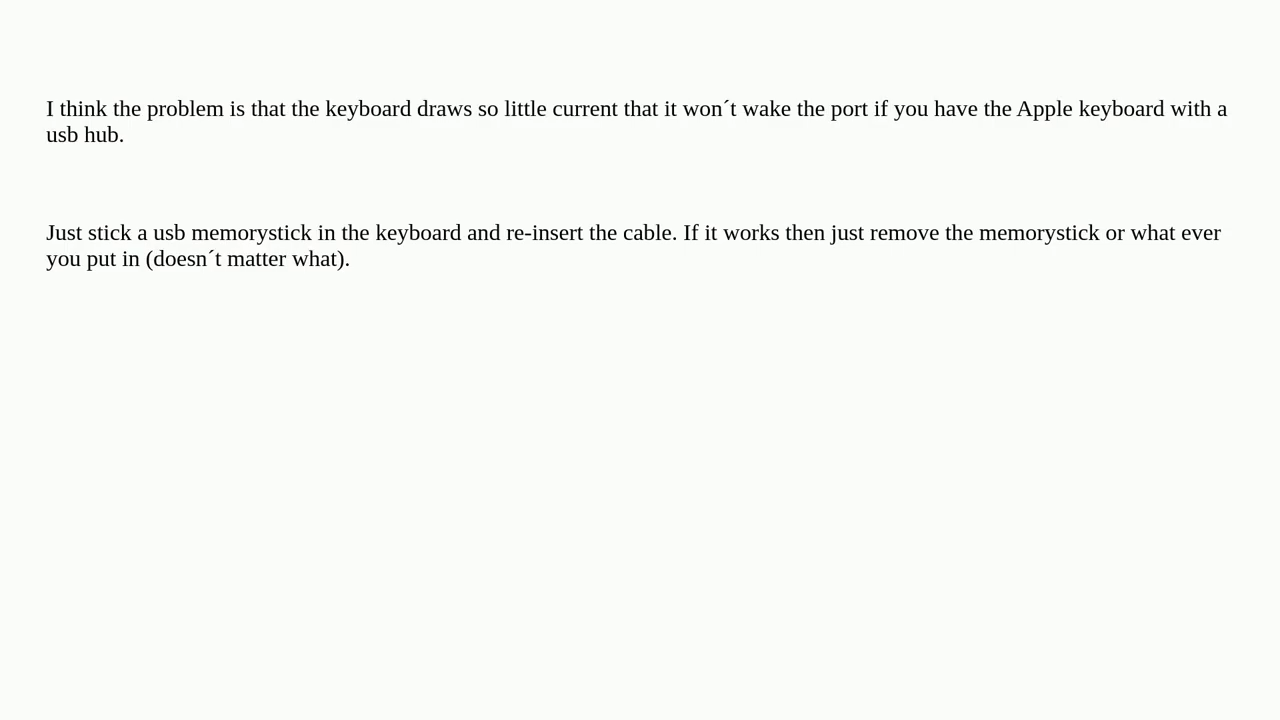 I think the problem is that the keyboard draws so little current that it won´t wake the port if you have the Apple keyboard with a
usb hub.
Just stick a usb memorystick in the keyboard and re-insert the cable. If it works then just remove the memorystick or what ever
you put in (doesn´t matter what).